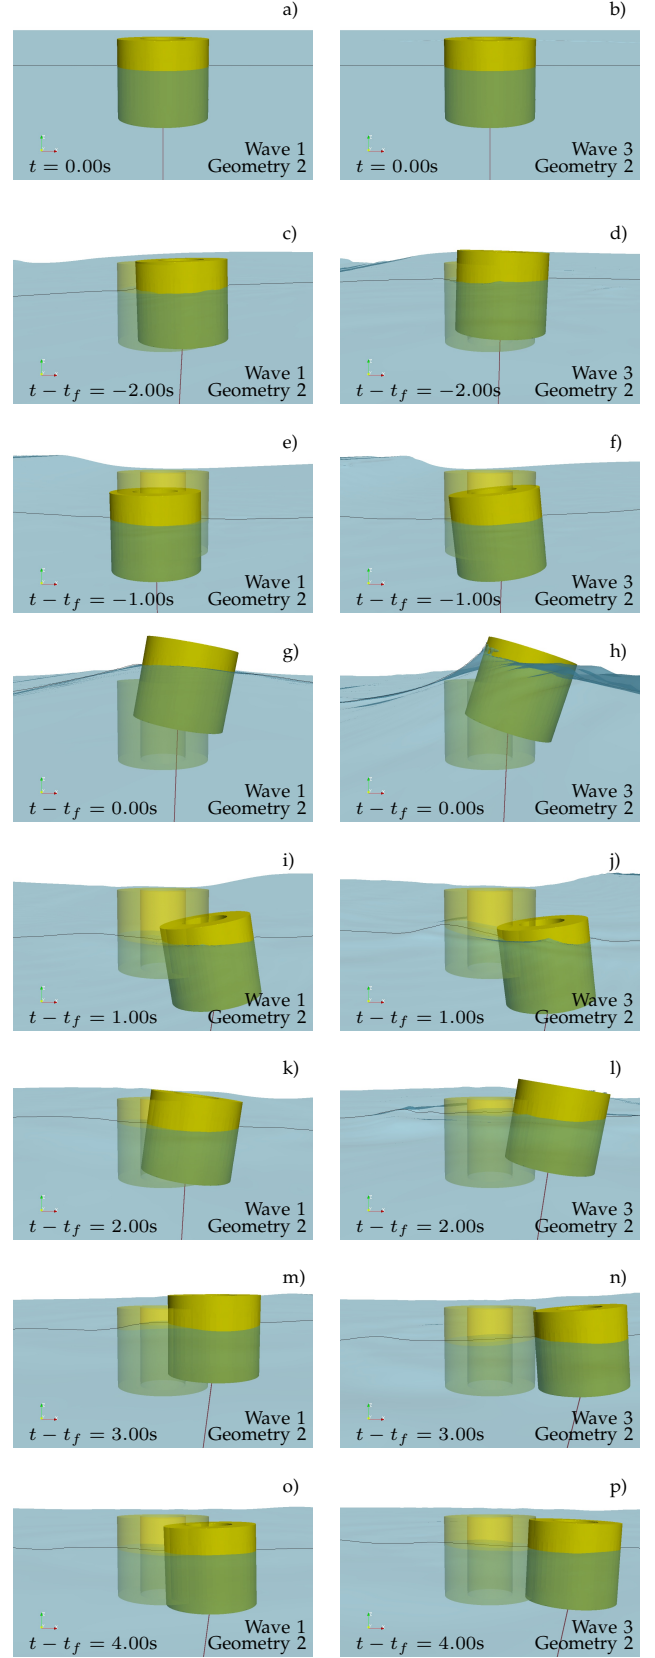 a)
Wave 1
t = 0.00s Geometry 2
b)
Wave 3
t = 0.00s Geometry 2
c)
Wave 1
t − t_f = −2.00s Geometry 2
d)
Wave 3
t − t_f = −2.00s Geometry 2
e)
Wave 1
t − t_f = −1.00s Geometry 2
f)
Wave 3
t − t_f = −1.00s Geometry 2
g)
Wave 1
t − t_f = 0.00s Geometry 2
h)
Wave 3
t − t_f = 0.00s Geometry 2
i)
Wave 1
t − t_f = 1.00s Geometry 2
j)
Wave 3
t − t_f = 1.00s Geometry 2
k)
Wave 1
t − t_f = 2.00s Geometry 2
l)
Wave 3
t − t_f = 2.00s Geometry 2
m)
Wave 1
t − t_f = 3.00s Geometry 2
n)
Wave 3
t − t_f = 3.00s Geometry 2
o)
Wave 1
t − t_f = 4.00s Geometry 2
p)
Wave 3
t − t_f = 4.00s Geometry 2